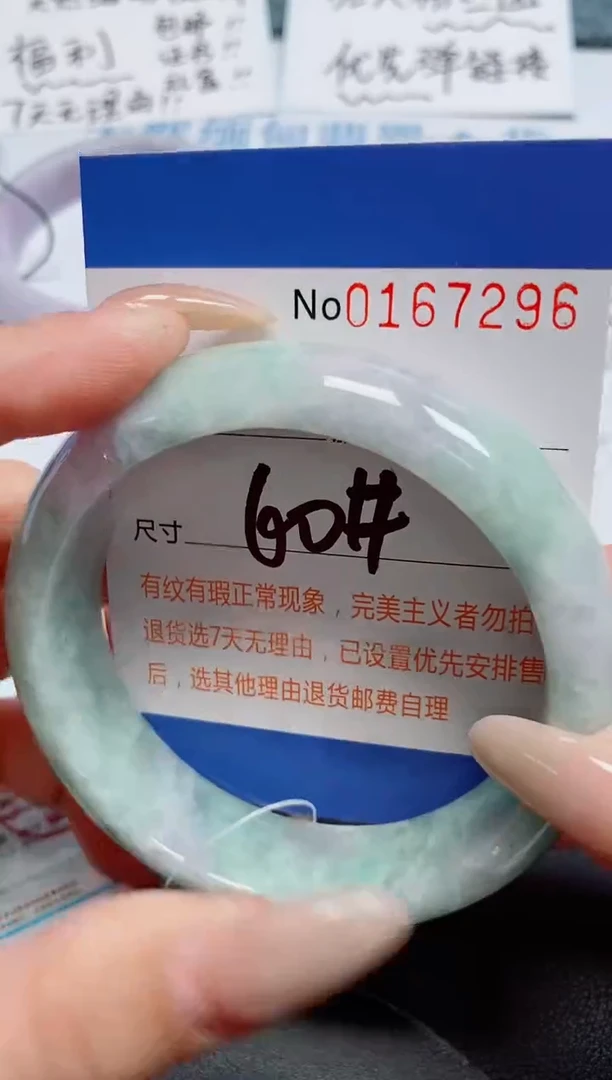 福利
包邮!!
7天无理由!!
优先弹链接
No0167296
尺寸 60#
有纹有瑕正常现象，完美主义者勿拍
退货选7天无理由，已设置优先安排售
后，选其他理由退货邮费自理